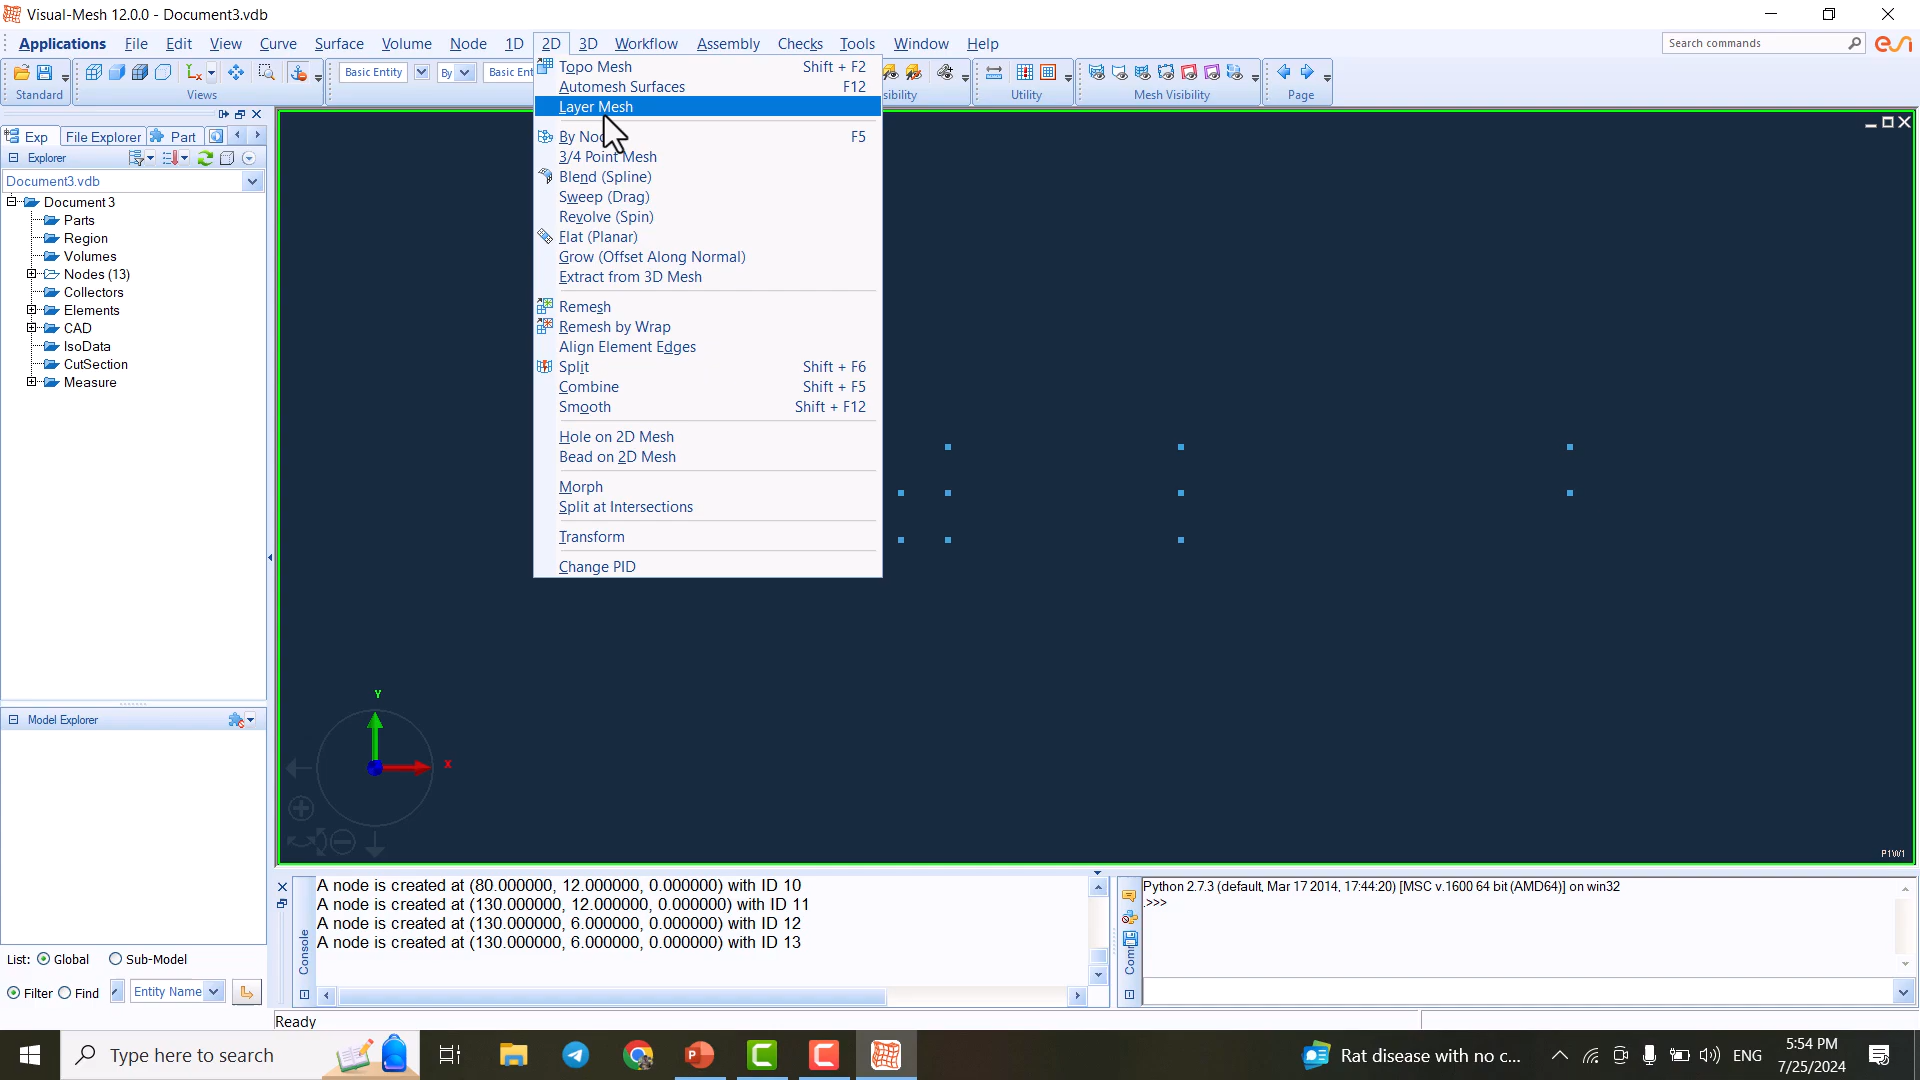 Visual-Mesh 12.0.0 - Document3.vdb
Applications File Edit View Curve Surface Volume Node 1D 2D 3D Workflow Assembly Checks Tools Window Help
Search commands
esi
Basic Entity By Basic Ent
Standard Views sibility Utility Mesh Visibility Page
Topo Mesh Shift + F2
Automesh Surfaces F12
Layer Mesh
By Nod F5
3/4 Point Mesh
Blend (Spline)
Sweep (Drag)
Revolve (Spin)
Flat (Planar)
Grow (Offset Along Normal)
Extract from 3D Mesh
Remesh
Remesh by Wrap
Align Element Edges
Split Shift + F6
Combine Shift + F5
Smooth Shift + F12
Hole on 2D Mesh
Bead on 2D Mesh
Morph
Split at Intersections
Transform
Change PID
Exp File Explorer Part
Explorer
Document3.vdb
Document 3
Parts
Region
Volumes
Nodes (13)
Collectors
Elements
CAD
IsoData
CutSection
Measure
Model Explorer
Y
X
P1W1
List: Global Sub-Model
Filter Find Entity Name
Console
A node is created at (80.000000, 12.000000, 0.000000) with ID 10
A node is created at (130.000000, 12.000000, 0.000000) with ID 11
A node is created at (130.000000, 6.000000, 0.000000) with ID 12
A node is created at (130.000000, 6.000000, 0.000000) with ID 13
Comm
Python 2.7.3 (default, Mar 17 2014, 17:44:20) [MSC v.1600 64 bit (AMD64)] on win32
.>>>
Ready
Type here to search
Rat disease with no c...
ENG
5:54 PM
7/25/2024